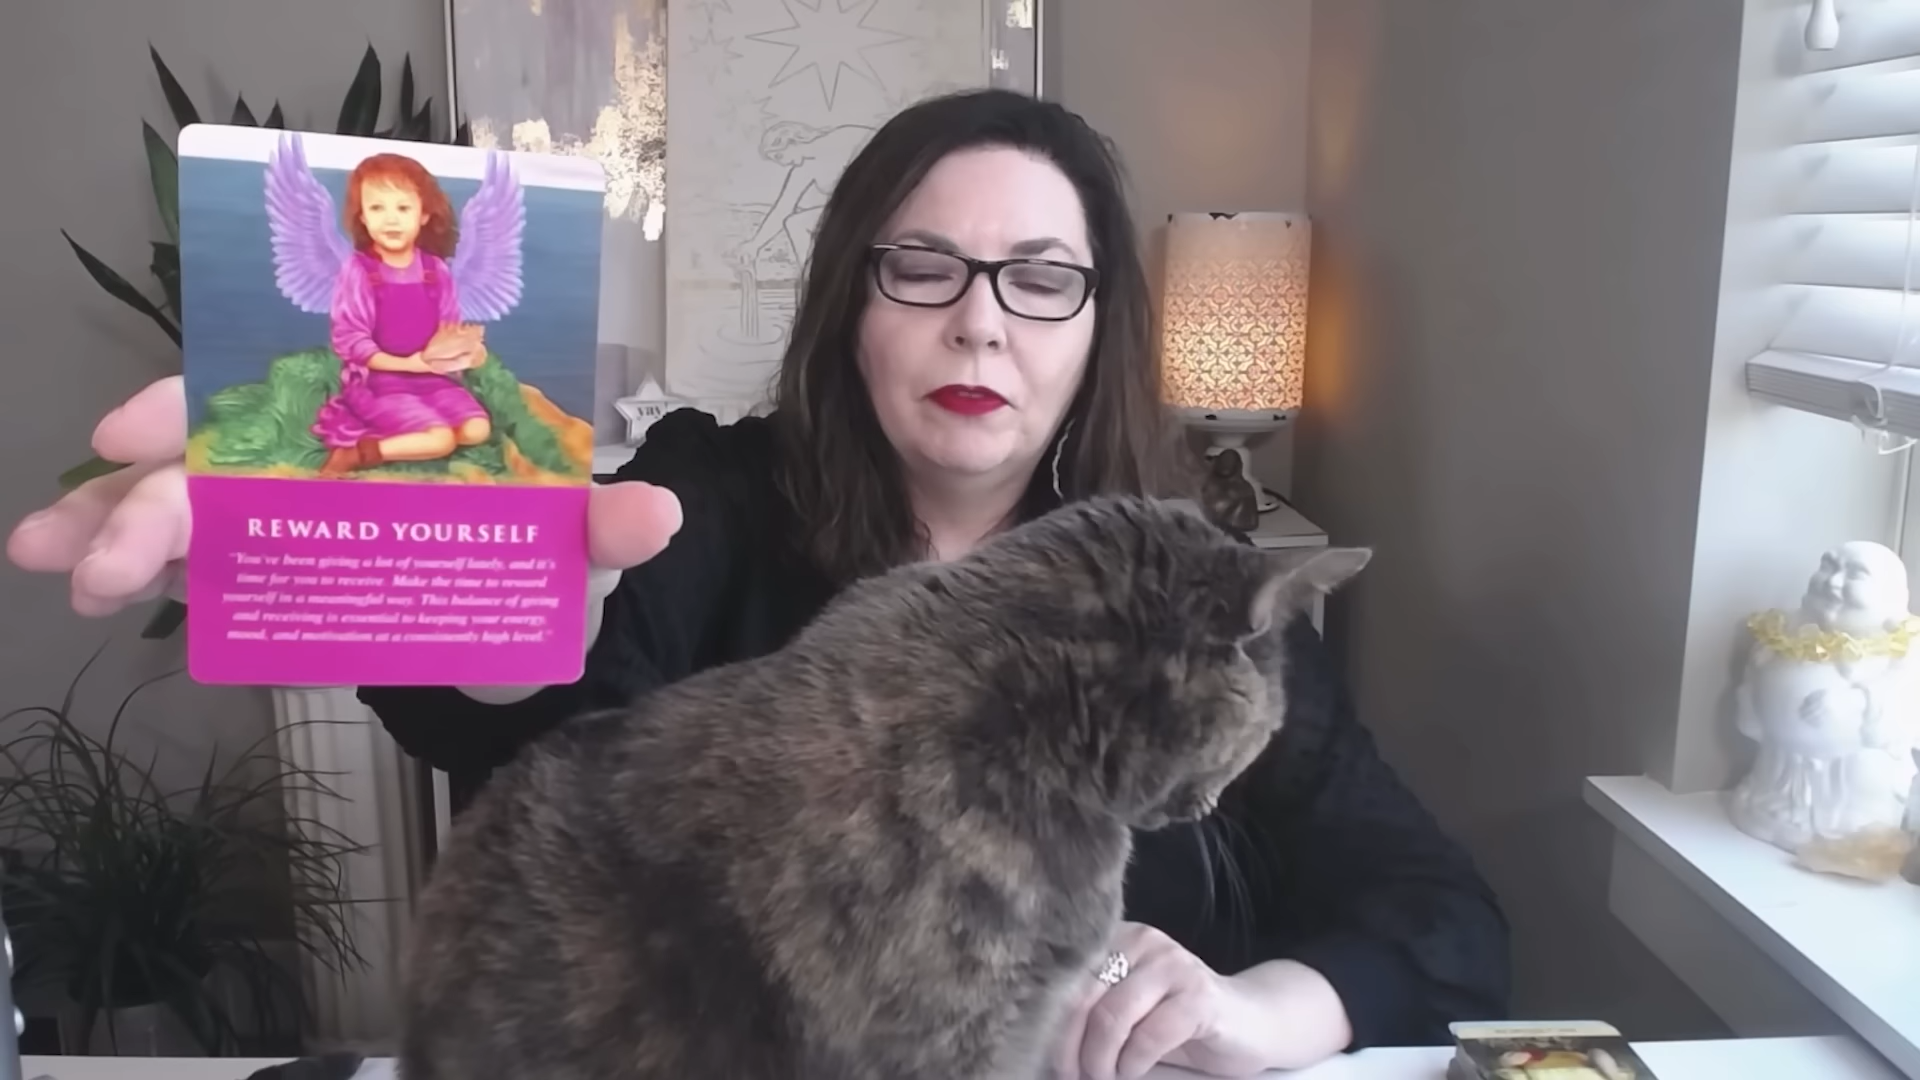 yay!
REWARD YOURSELF
"You've been giving a lot of yourself lately, and it's
time for you to receive. Make the time to reward
yourself in a meaningful way. This balance of giving
and receiving is essential to keeping your energy,
mood, and motivation at a consistently high level."